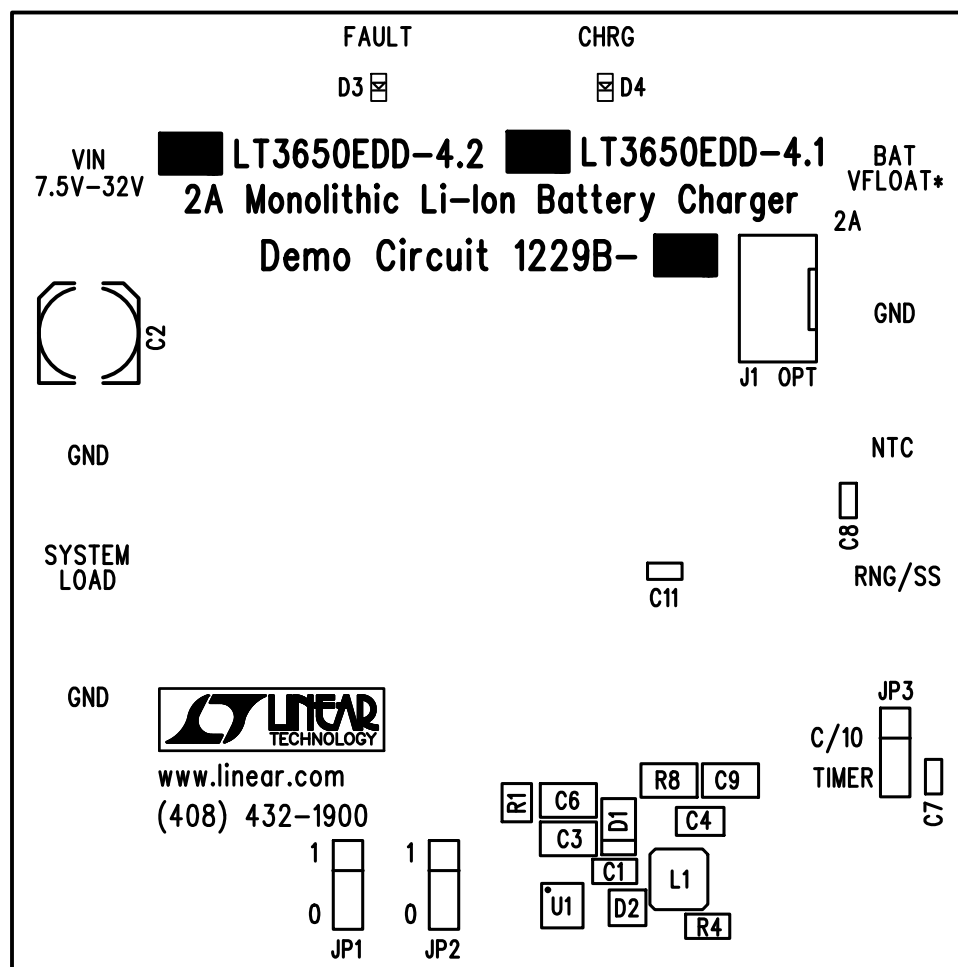 FAULT CHRG
D3 D4
LT3650EDD-4.2 LT3650EDD-4.1
VIN
7.5V-32V
BAT
VFLOAT*
2A Monolithic Li-Ion Battery Charger
2A
Demo Circuit 1229B-
GND
C2
J1 OPT
GND
NTC
C8
SYSTEM
LOAD
C11
RNG/SS
GND
LINEAR
TECHNOLOGY
www.linear.com
(408) 432-1900
JP3
C/10
TIMER
C7
R1
C6
D1
R8
C9
C3
C4
C1
L1
U1
D2
R4
1
0
JP1
1
0
JP2